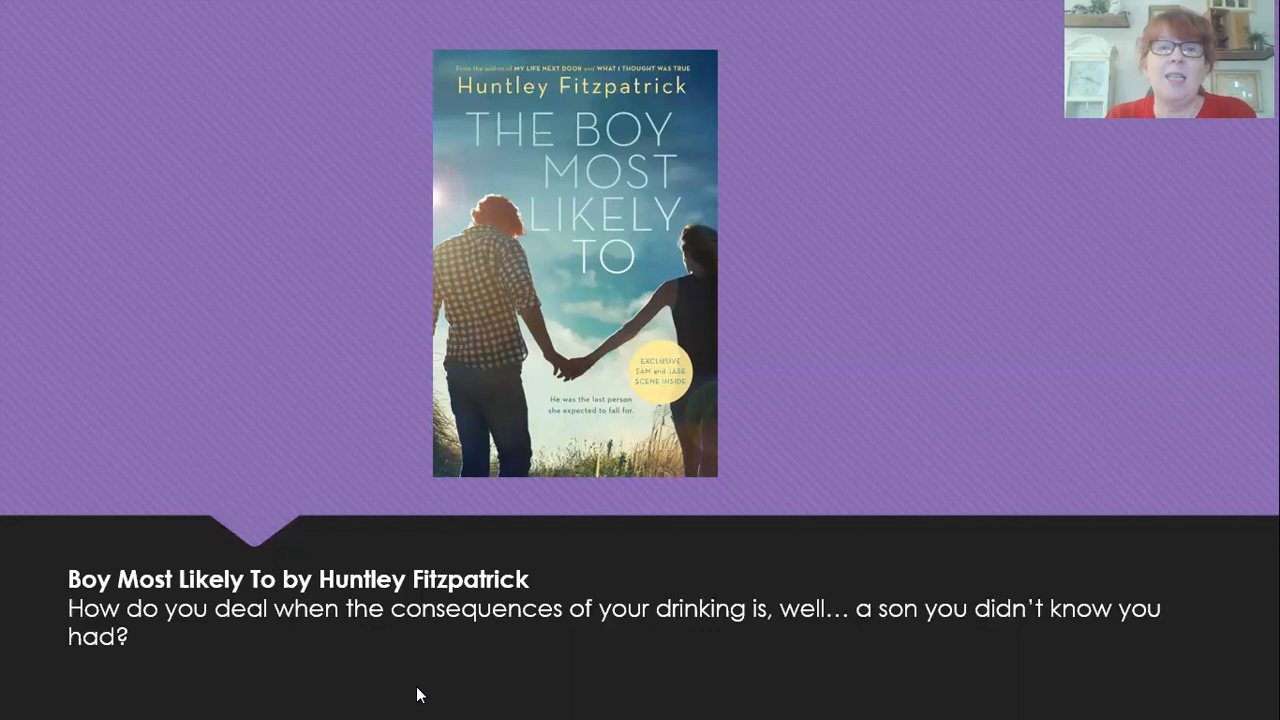 From the author of MY LIFE NEXT DOOR and WHAT I THOUGHT WAS TRUE
Huntley Fitzpatrick
THE BOY
MOST
LIKELY
TO
EXCLUSIVE
SAM and JASE
SCENE INSIDE
He was the last person
she expected to fall for.
Boy Most Likely To by Huntley Fitzpatrick
How do you deal when the consequences of your drinking is, well... a son you didn't know you
had?